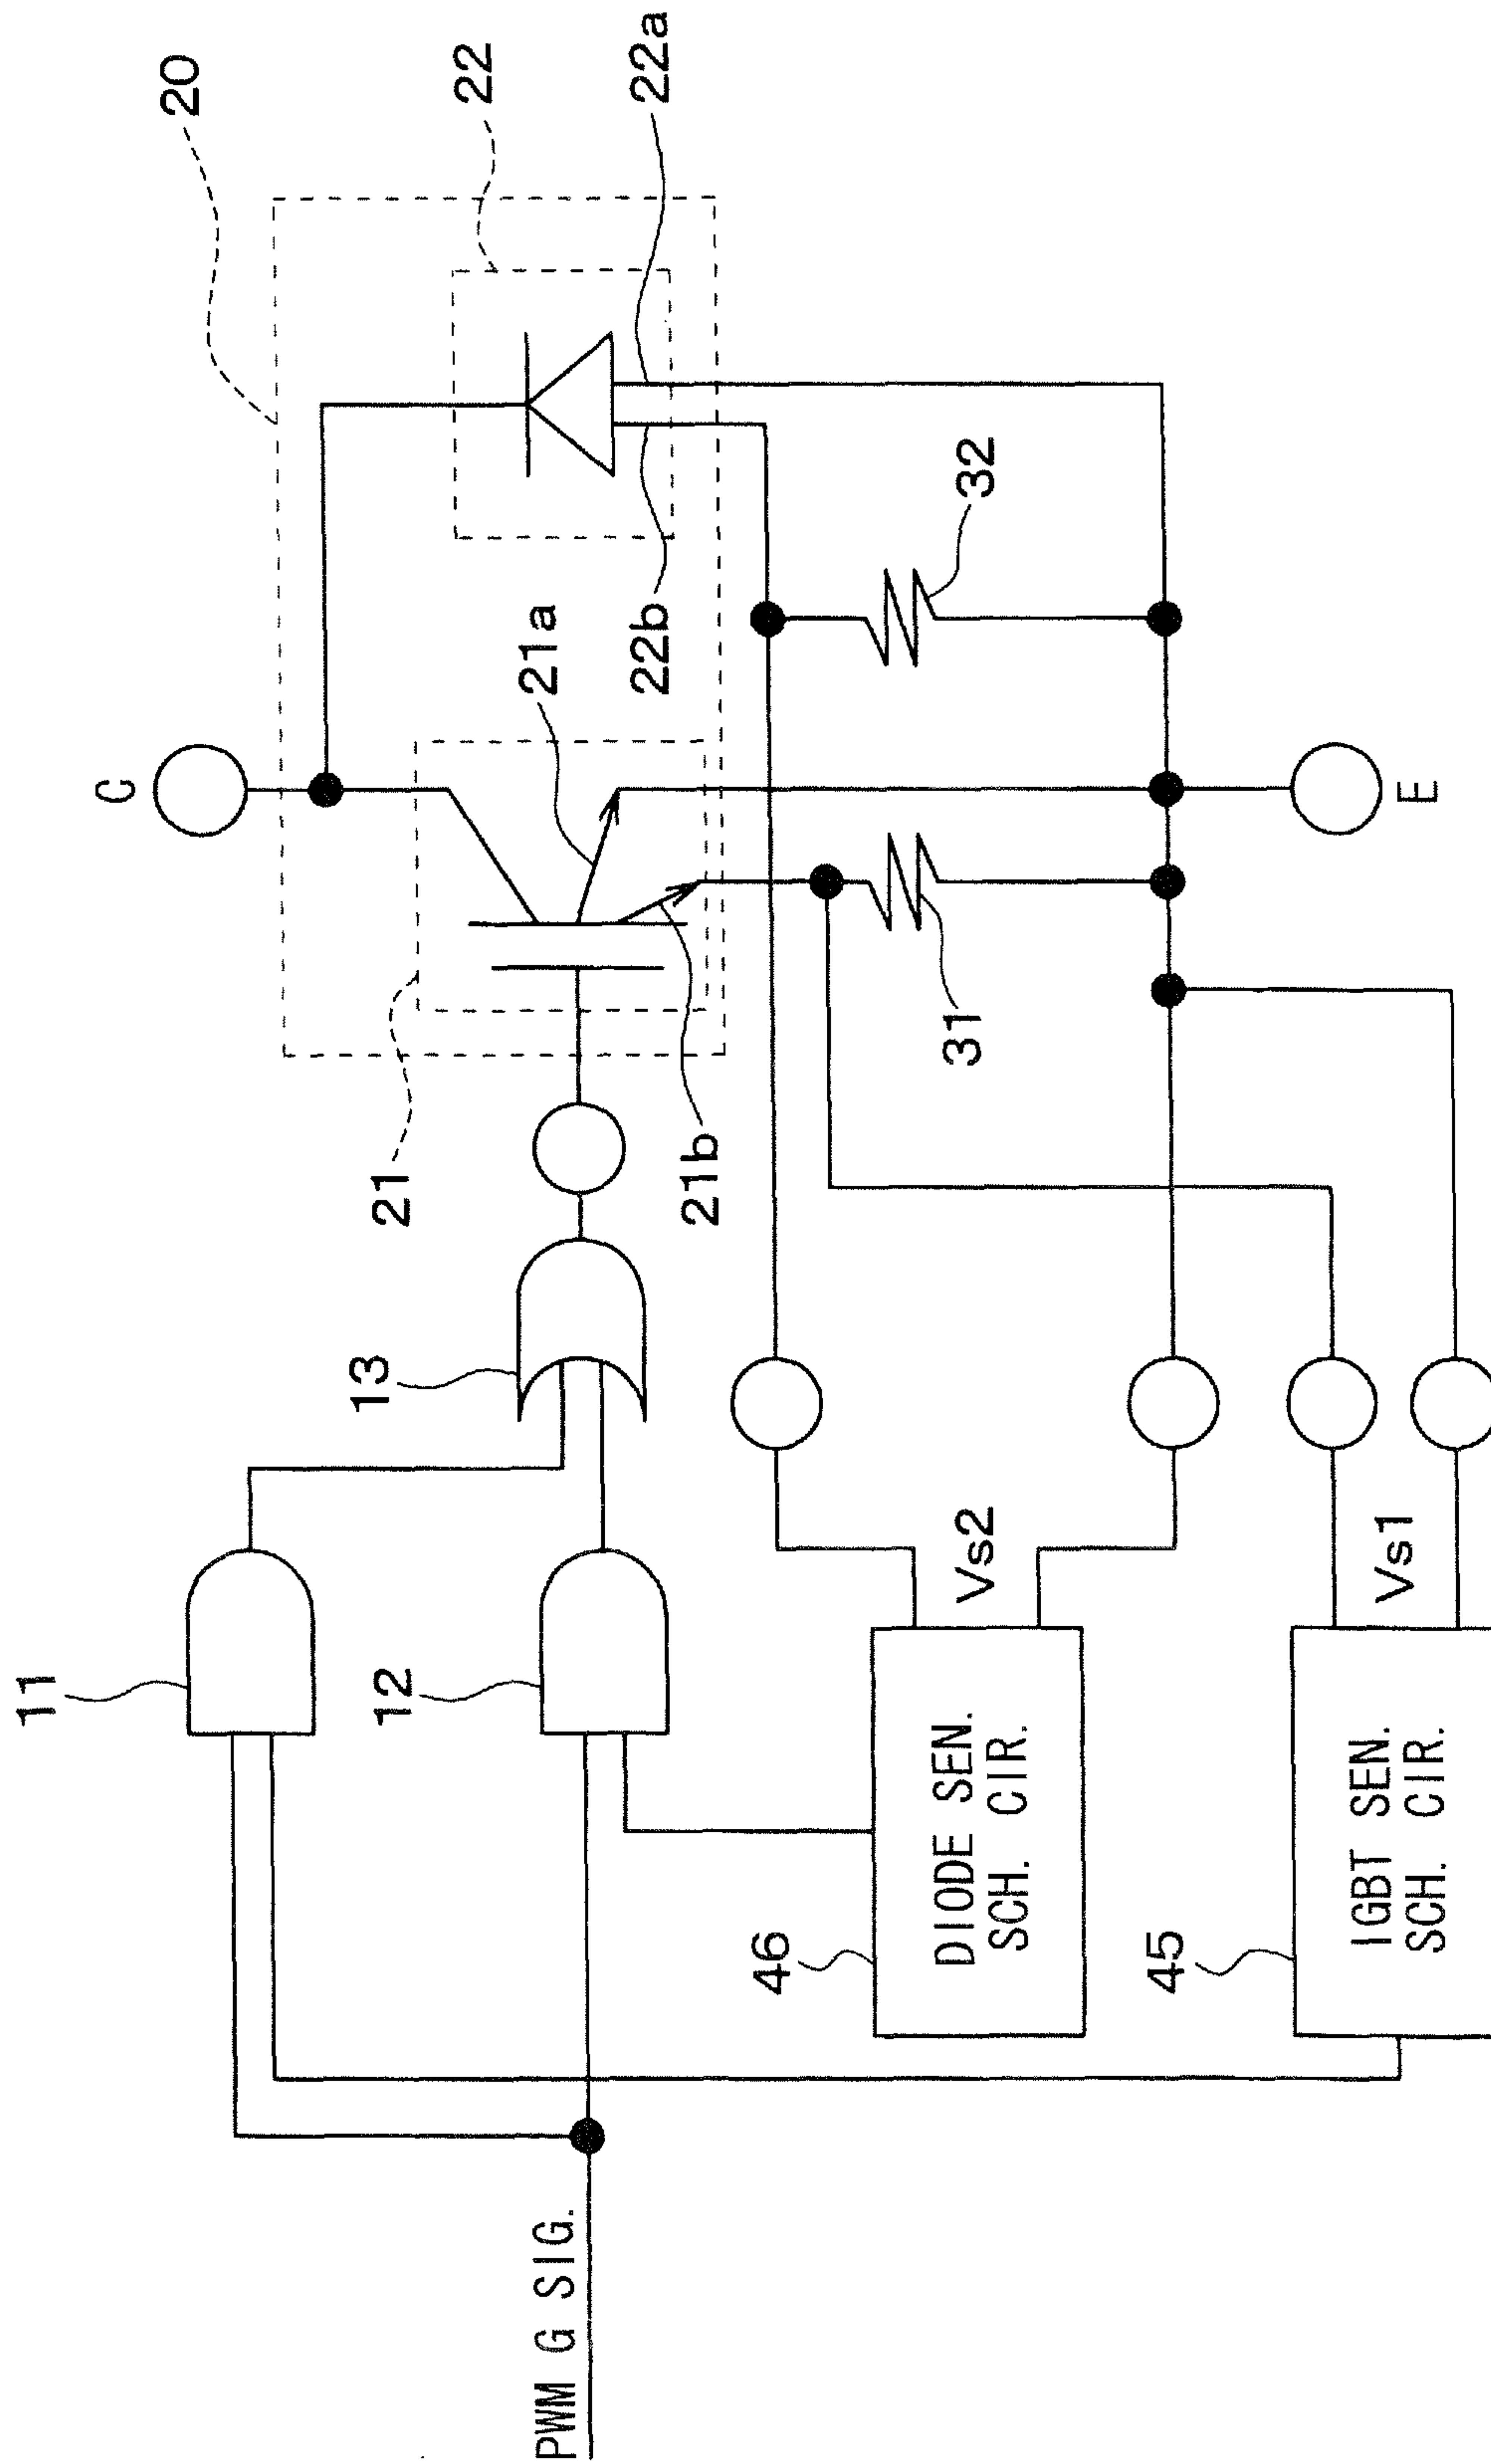 20
22
22a
C
21a
22b
32
21
21b
31
E
13
11
12
Vs2
Vs1
46
DIODE SEN.
SCH. CIR.
45
IGBT SEN.
SCH. CIR.
PWM G SIG.